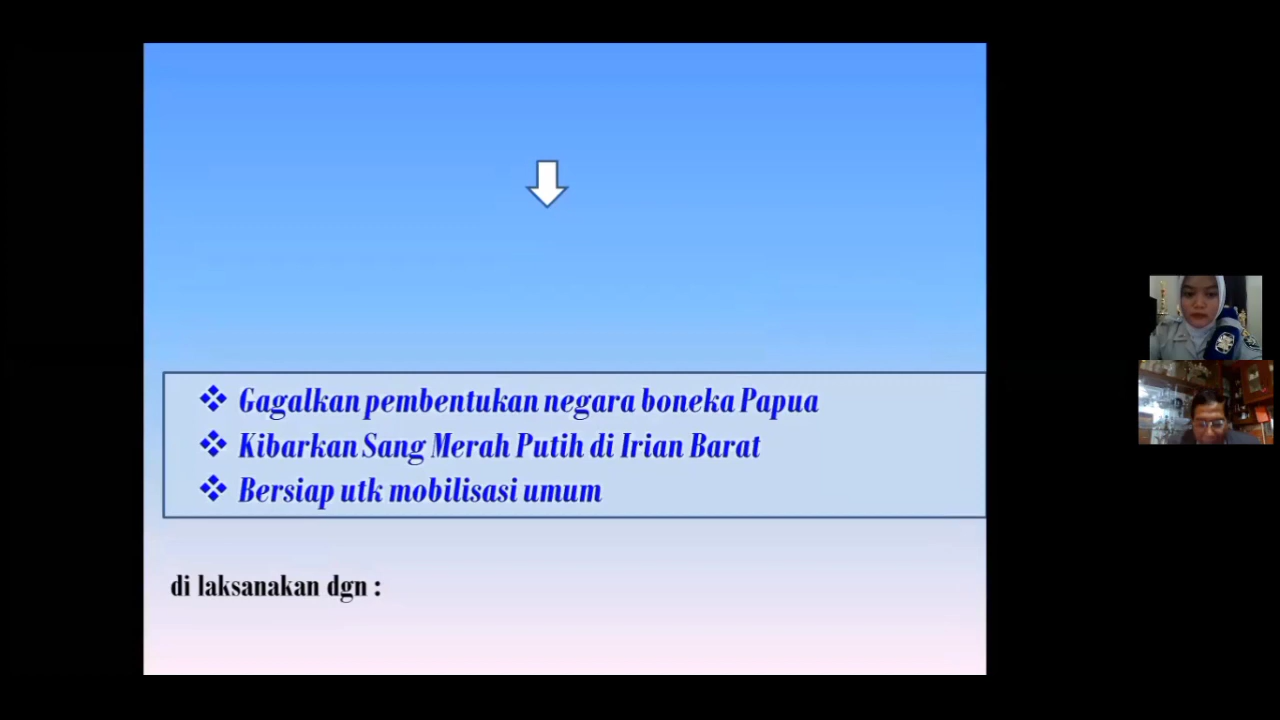 Gagalkan pembentukan negara boneka Papua
Kibarkan Sang Merah Putih di Irian Barat
Bersiap utk mobilisasi umum
di laksanakan dgn :